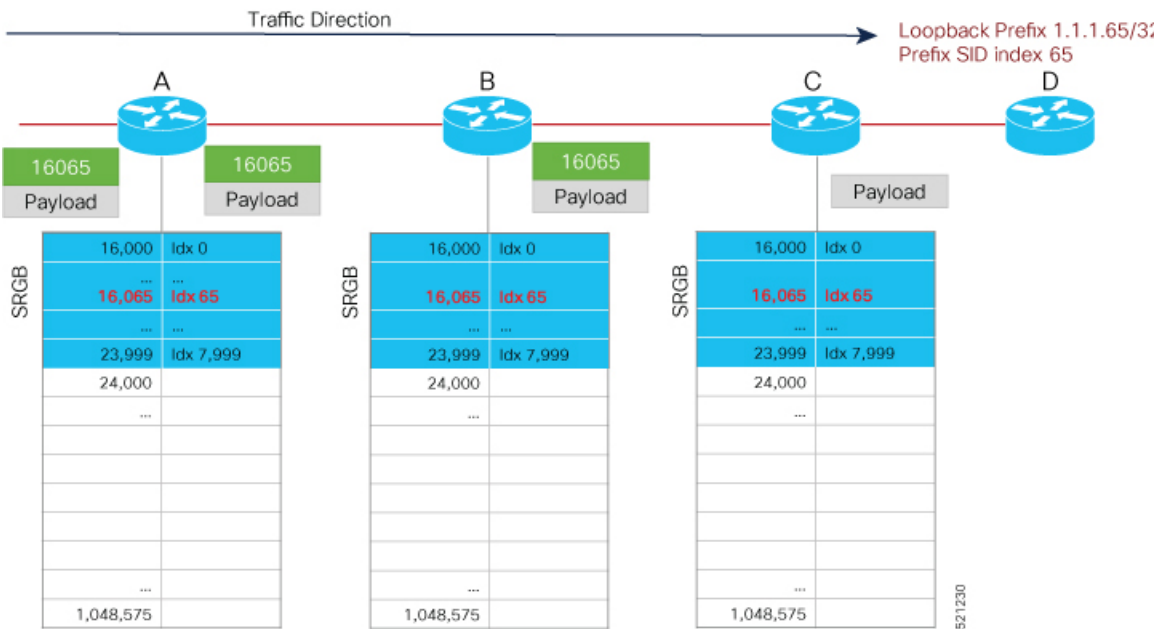 Traffic Direction
Loopback Prefix 1.1.1.65/32
Prefix SID index 65
A
B
C
D
16065
Payload
16065
Payload
16065
Payload
Payload
SRGB
16,000 Idx 0
... ...
16,065 Idx 65
... ...
23,999 Idx 7,999
24,000
...
...
1,048,575
SRGB
16,000 Idx 0
16,065 Idx 65
... ...
23,999 Idx 7,999
24,000
...
...
1,048,575
SRGB
16,000 Idx 0
16,065 Idx 65
... ...
23,999 Idx 7,999
24,000
...
...
1,048,575
521230